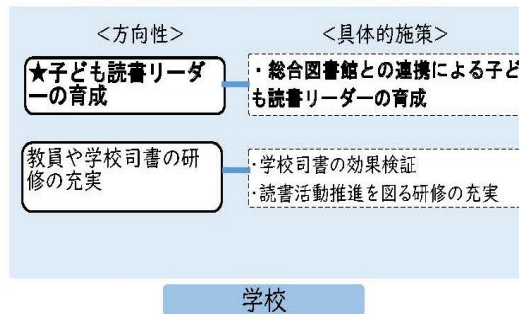 <方向性>
<具体的施策>
★子ども読書リーダ
ーの育成
・総合図書館との連携による子ど
も読書リーダーの育成
教員や学校司書の研
修の充実
・学校司書の効果検証
・読書活動推進を図る研修の充実
学校